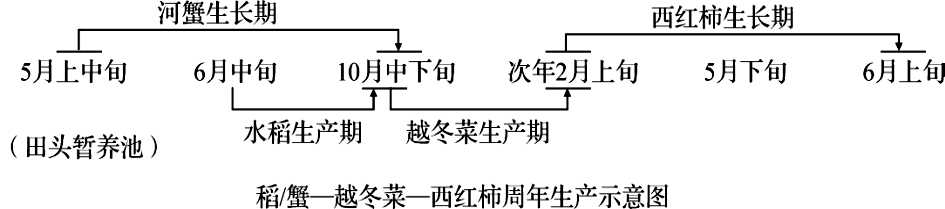 河蟹生长期 西红柿生长期
5月上中旬 6月中旬 10月中下旬 次年2月上旬 5月下旬 6月上旬
水稻生产期 越冬菜生产期
(田头暂养池)
稻/蟹—越冬菜—西红柿周年生产示意图